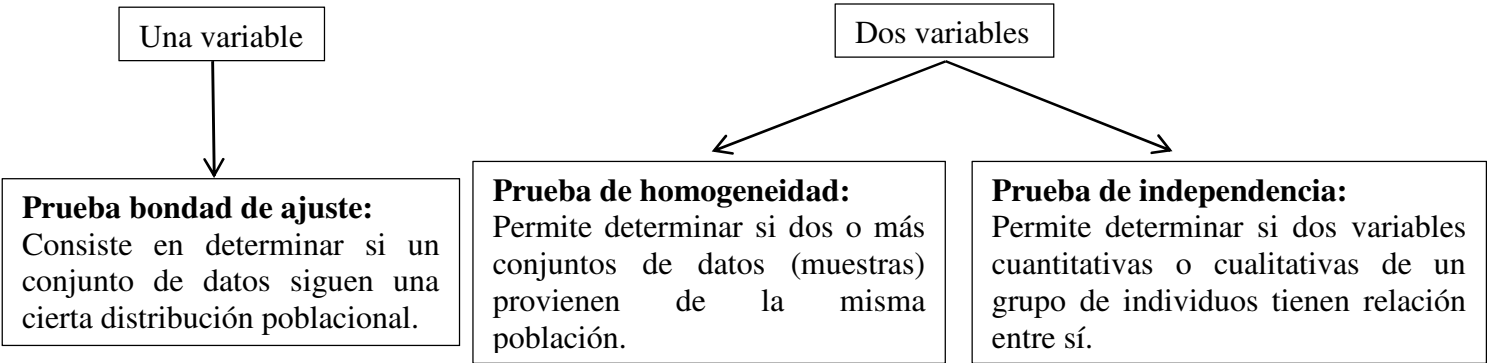 Una variable
Dos variables
Prueba bondad de ajuste:
Consiste en determinar si un
conjunto de datos siguen una
cierta distribución poblacional.
Prueba de homogeneidad:
Permite determinar si dos o más
conjuntos de datos (muestras)
provienen de la misma
población.
Prueba de independencia:
Permite determinar si dos variables
cuantitativas o cualitativas de un
grupo de individuos tienen relación
entre sí.